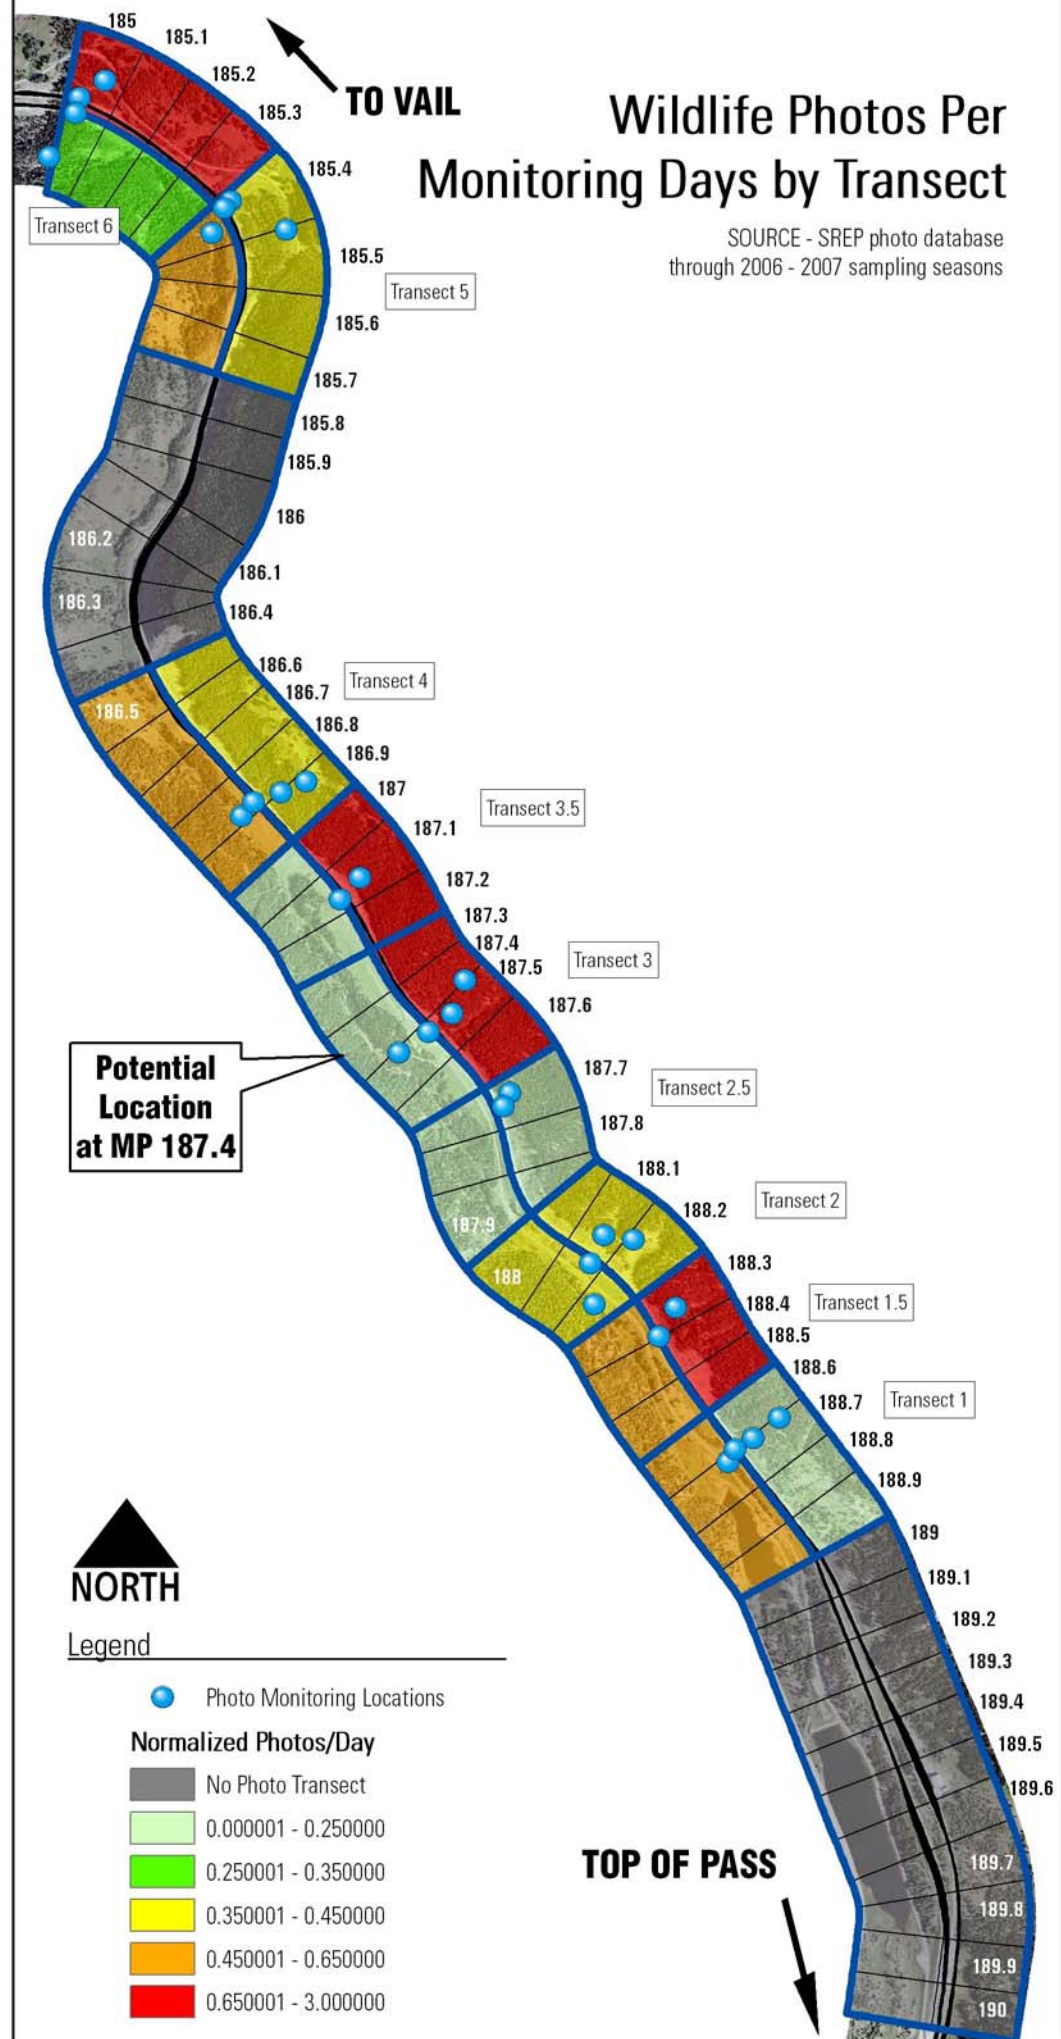 185
185.1
185.2
185.3
TO VAIL
Wildlife Photos Per
Monitoring Days by Transect
SOURCE - SREP photo database
through 2006 - 2007 sampling seasons
185.4
Transect 6
185.5
Transect 5
185.6
185.7
185.8
185.9
186
186.2
186.1
186.3
186.4
186.6
Transect 4
186.7
186.5
186.8
186.9
187
Transect 3.5
187.1
187.2
187.3
187.4
187.5
Transect 3
187.6
Potential
Location
at MP 187.4
187.7
Transect 2.5
187.8
188.1
Transect 2
188.2
187.9
188.3
188
188.4
Transect 1.5
188.5
188.6
188.7
Transect 1
188.8
188.9
189
189.1
NORTH
189.2
Legend
189.3
Photo Monitoring Locations
189.4
Normalized Photos/Day
189.5
No Photo Transect
189.6
0.000001 - 0.250000
TOP OF PASS
189.7
0.250001 - 0.350000
189.8
0.350001 - 0.450000
0.450001 - 0.650000
189.9
0.650001 - 3.000000
190